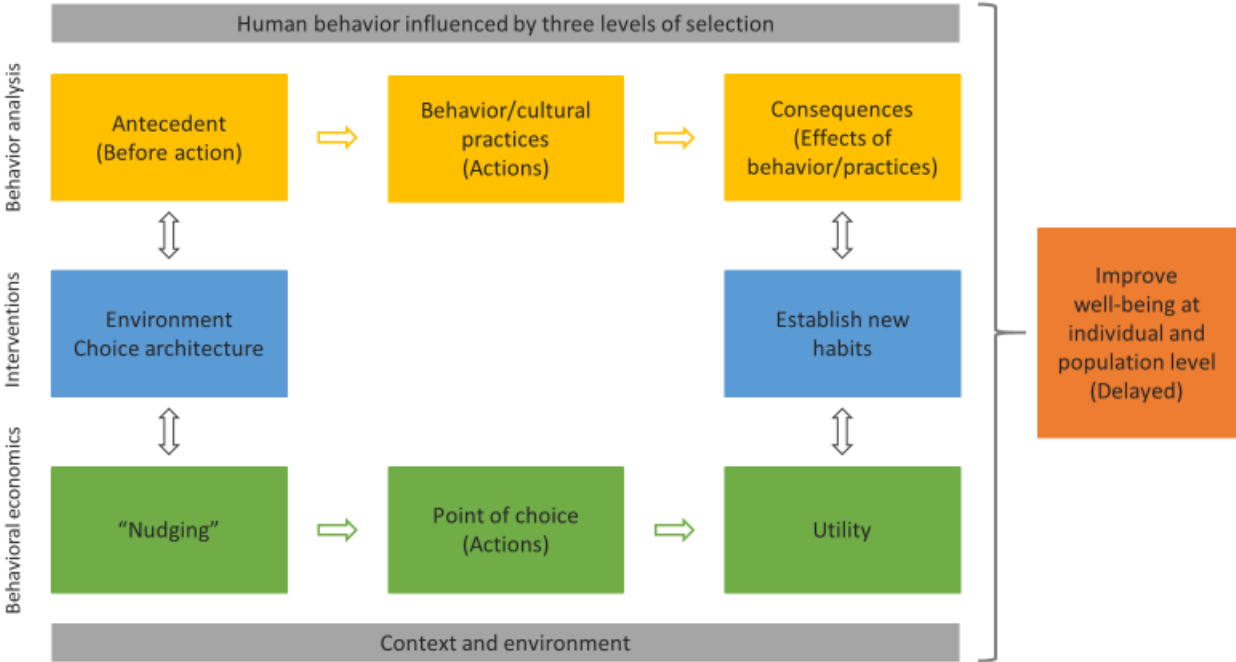 Human behavior influenced by three levels of selection
Behavior analysis
Antecedent
(Before action)
Behavior/cultural
practices
(Actions)
Consequences
(Effects of
behavior/practices)
Interventions
Environment
Choice architecture
Establish new
habits
Behavioral economics
“Nudging”
Point of choice
(Actions)
Utility
Context and environment
Improve
well-being at
individual and
population level
(Delayed)